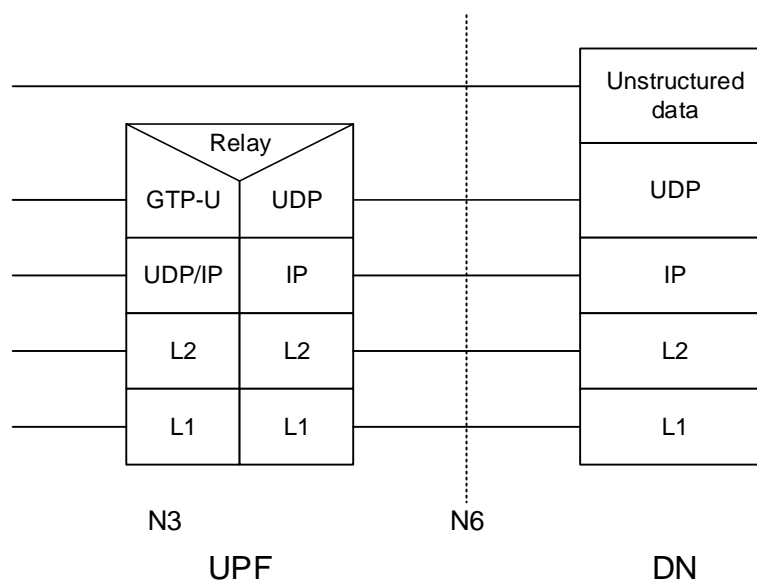 Unstructured
data
Relay
GTP-U
UDP
UDP
UDP/IP
IP
IP
L2
L2
L2
L1
L1
L1
N3
N6
UPF
DN